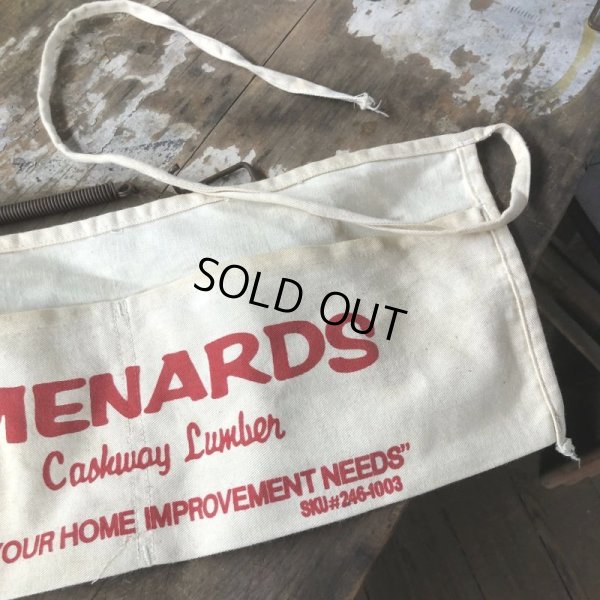 SOLD OUT
MENARDS
Cashway Lumber
YOUR HOME IMPROVEMENT NEEDS"
SKU#246-1003